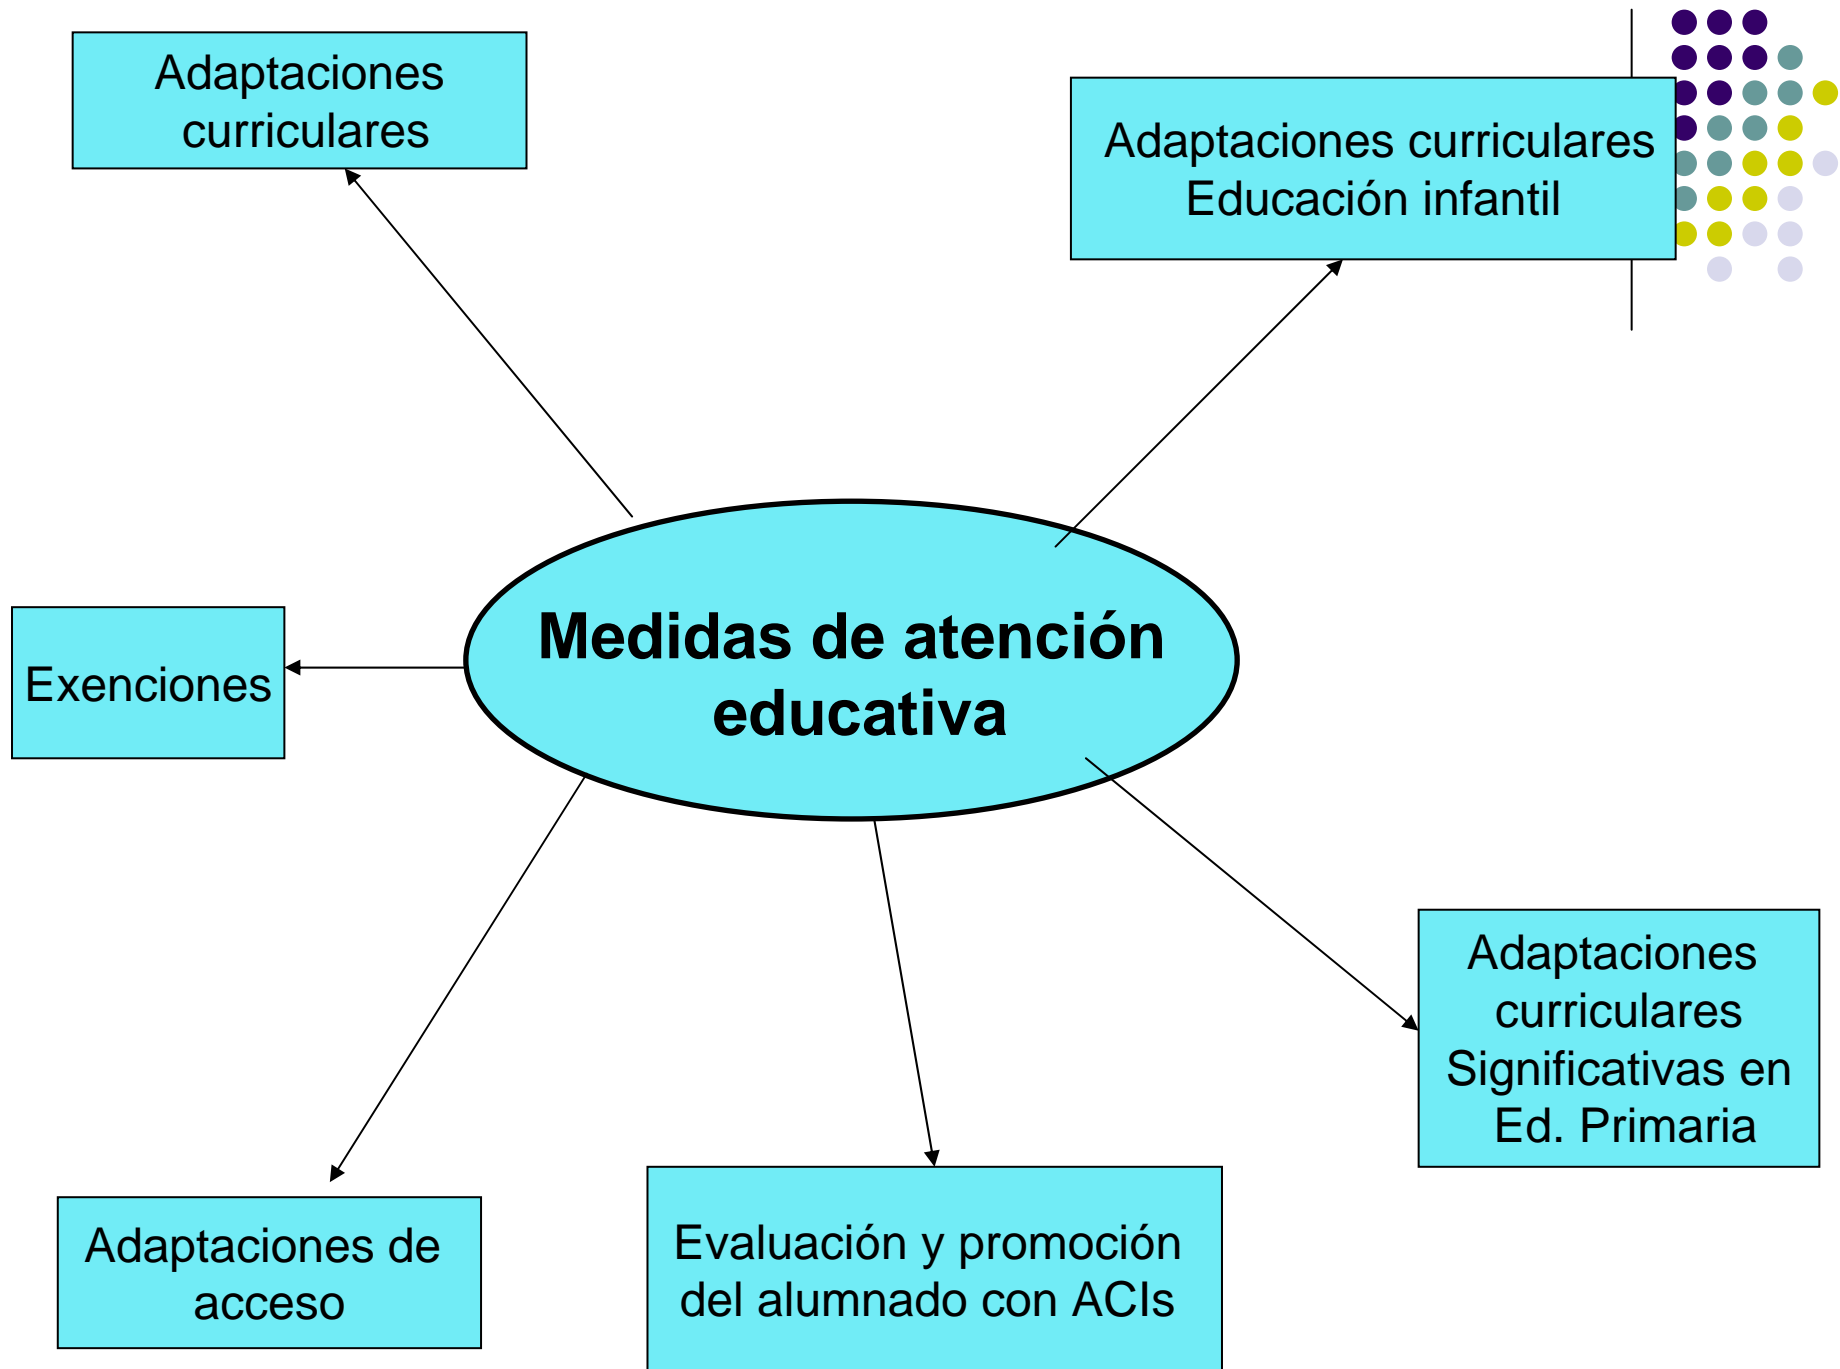 Adaptaciones
curriculares
Adaptaciones curriculares
Educación infantil
Medidas de atención
educativa
Exenciones
Adaptaciones
curriculares
Significativas en
Ed. Primaria
Adaptaciones de
acceso
Evaluación y promoción
del alumnado con ACIs